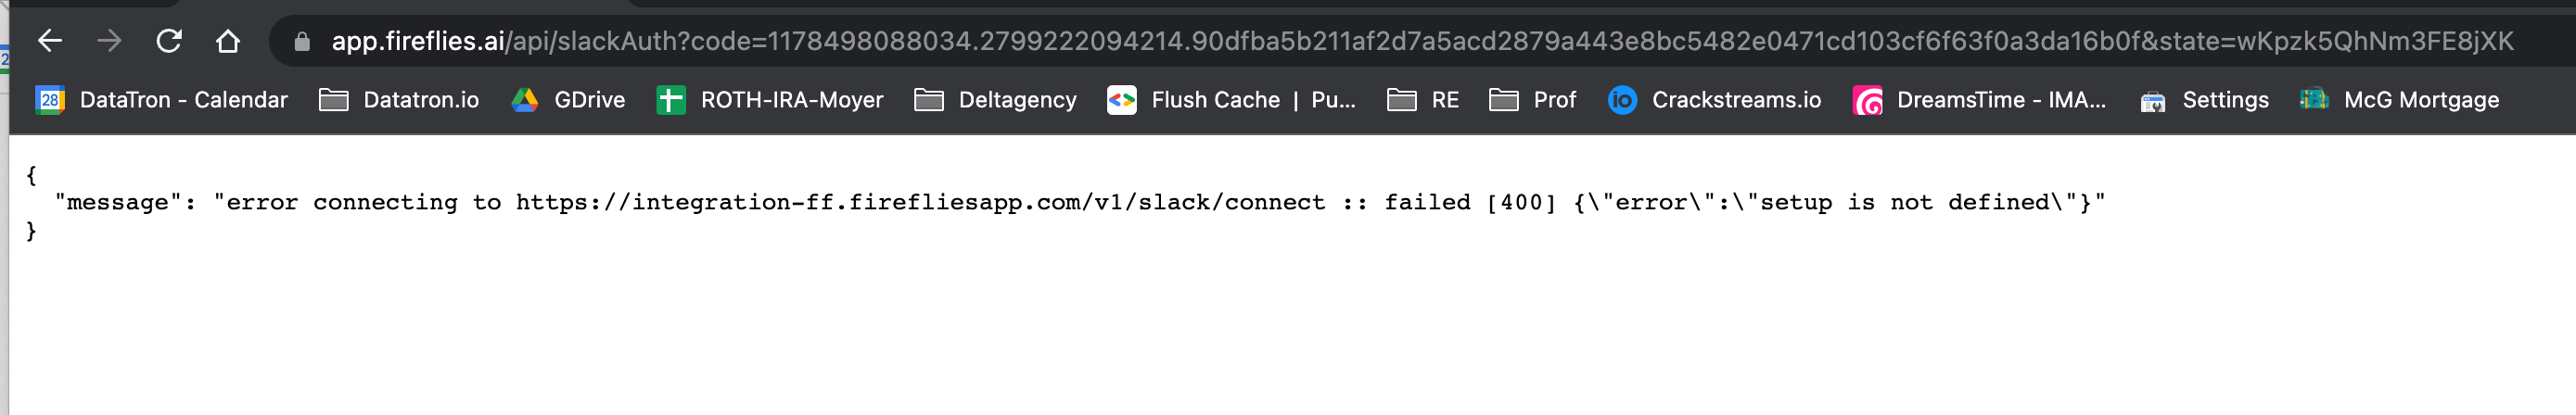 app.fireflies.ai/api/slackAuth?code=1178498088034.2799222094214.90dfba5b211af2d7a5acd2879a443e8bc5482e0471cd103cf6f63f0a3da16b0f&state=wKpzk5QhNm3FE8jXK
28 DataTron - Calendar Datatron.io GDrive ROTH-IRA-Moyer Deltagency Flush Cache | Pu... RE Prof io Crackstreams.io DreamsTime - IMA... Settings McG Mortgage
{
"message": "error connecting to https://integration-ff.firefliesapp.com/v1/slack/connect :: failed [400] {\"error\":\"setup is not defined\"}"
}